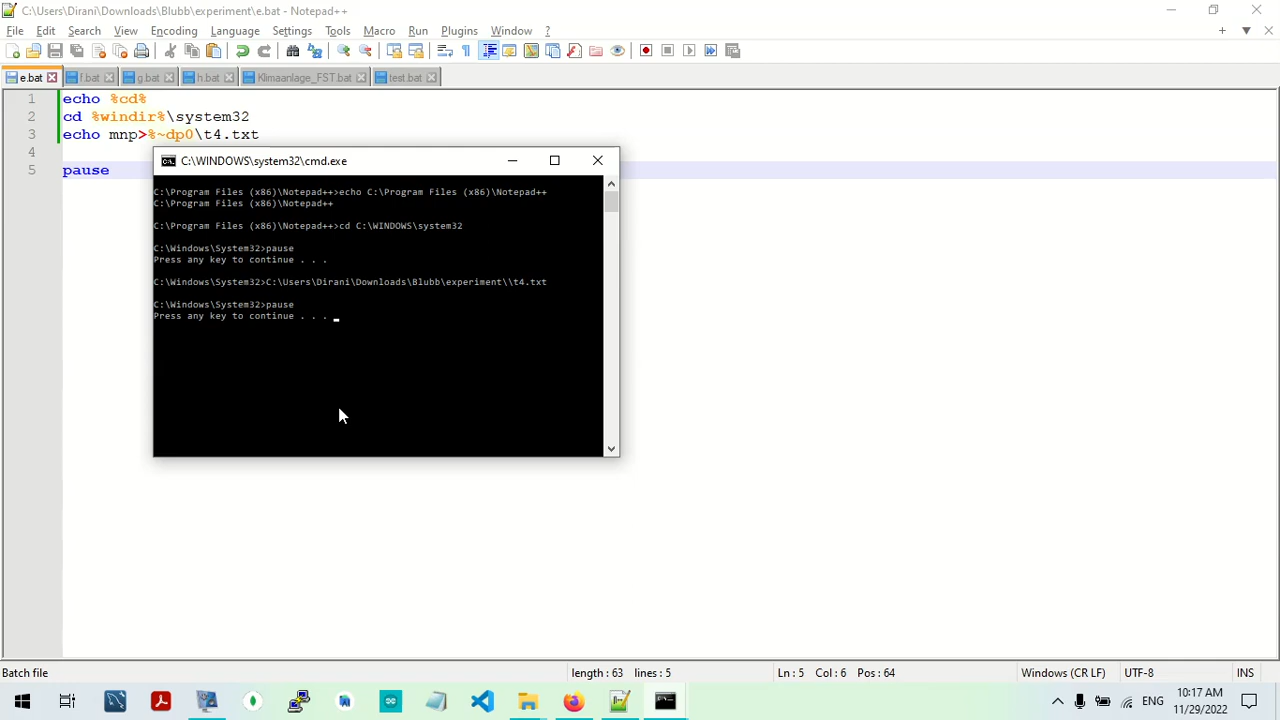 C:\Users\Dirani\Downloads\Blubb\experiment\e.bat - Notepad++
File Edit Search View Encoding Language Settings Tools Macro Run Plugins Window ?
e.bat f.bat g.bat h.bat Klimaanlage_FST.bat test.bat
1 echo %cd%
2 cd %windir%\system32
3 echo mnp>%~dp0\t4.txt
4
5 pause
C:\WINDOWS\system32\cmd.exe
C:\Program Files (x86)\Notepad++>echo C:\Program Files (x86)\Notepad++
C:\Program Files (x86)\Notepad++
C:\Program Files (x86)\Notepad++>cd C:\WINDOWS\system32
C:\Windows\System32>pause
Press any key to continue . . .
C:\Windows\System32>C:\Users\Dirani\Downloads\Blubb\experiment\\t4.txt
C:\Windows\System32>pause
Press any key to continue . . .
Batch file length : 63 lines : 5 Ln : 5 Col : 6 Pos : 64 Windows (CR LF) UTF-8 INS
ENG 10:17 AM
11/29/2022